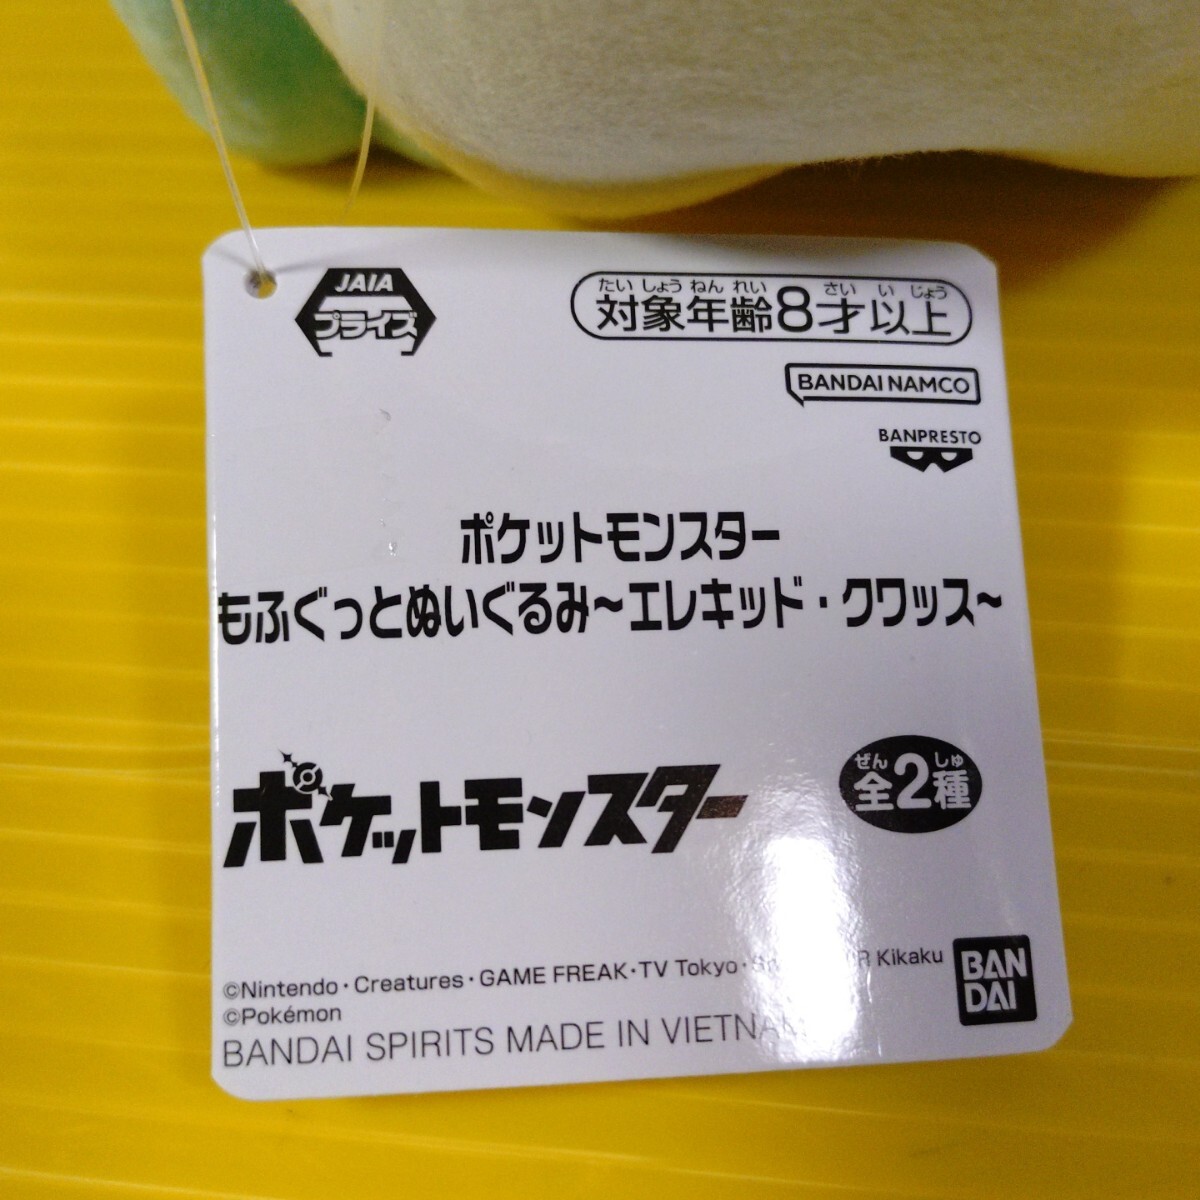 JAIA
プライズ
たいしょうねんれい さい いじょう
対象年齢8才以上
BANDAI NAMCO
BANPRESTO
ポケットモンスター
もふぐっとぬいぐるみ~エレキッド・クワッス~
ポケットモンスター
ぜん しゅ
全2種
©Nintendo・Creatures・GAME FREAK・TV Tokyo・ Kikaku
©Pokémon
BANDAI SPIRITS MADE IN
BAN
DAI